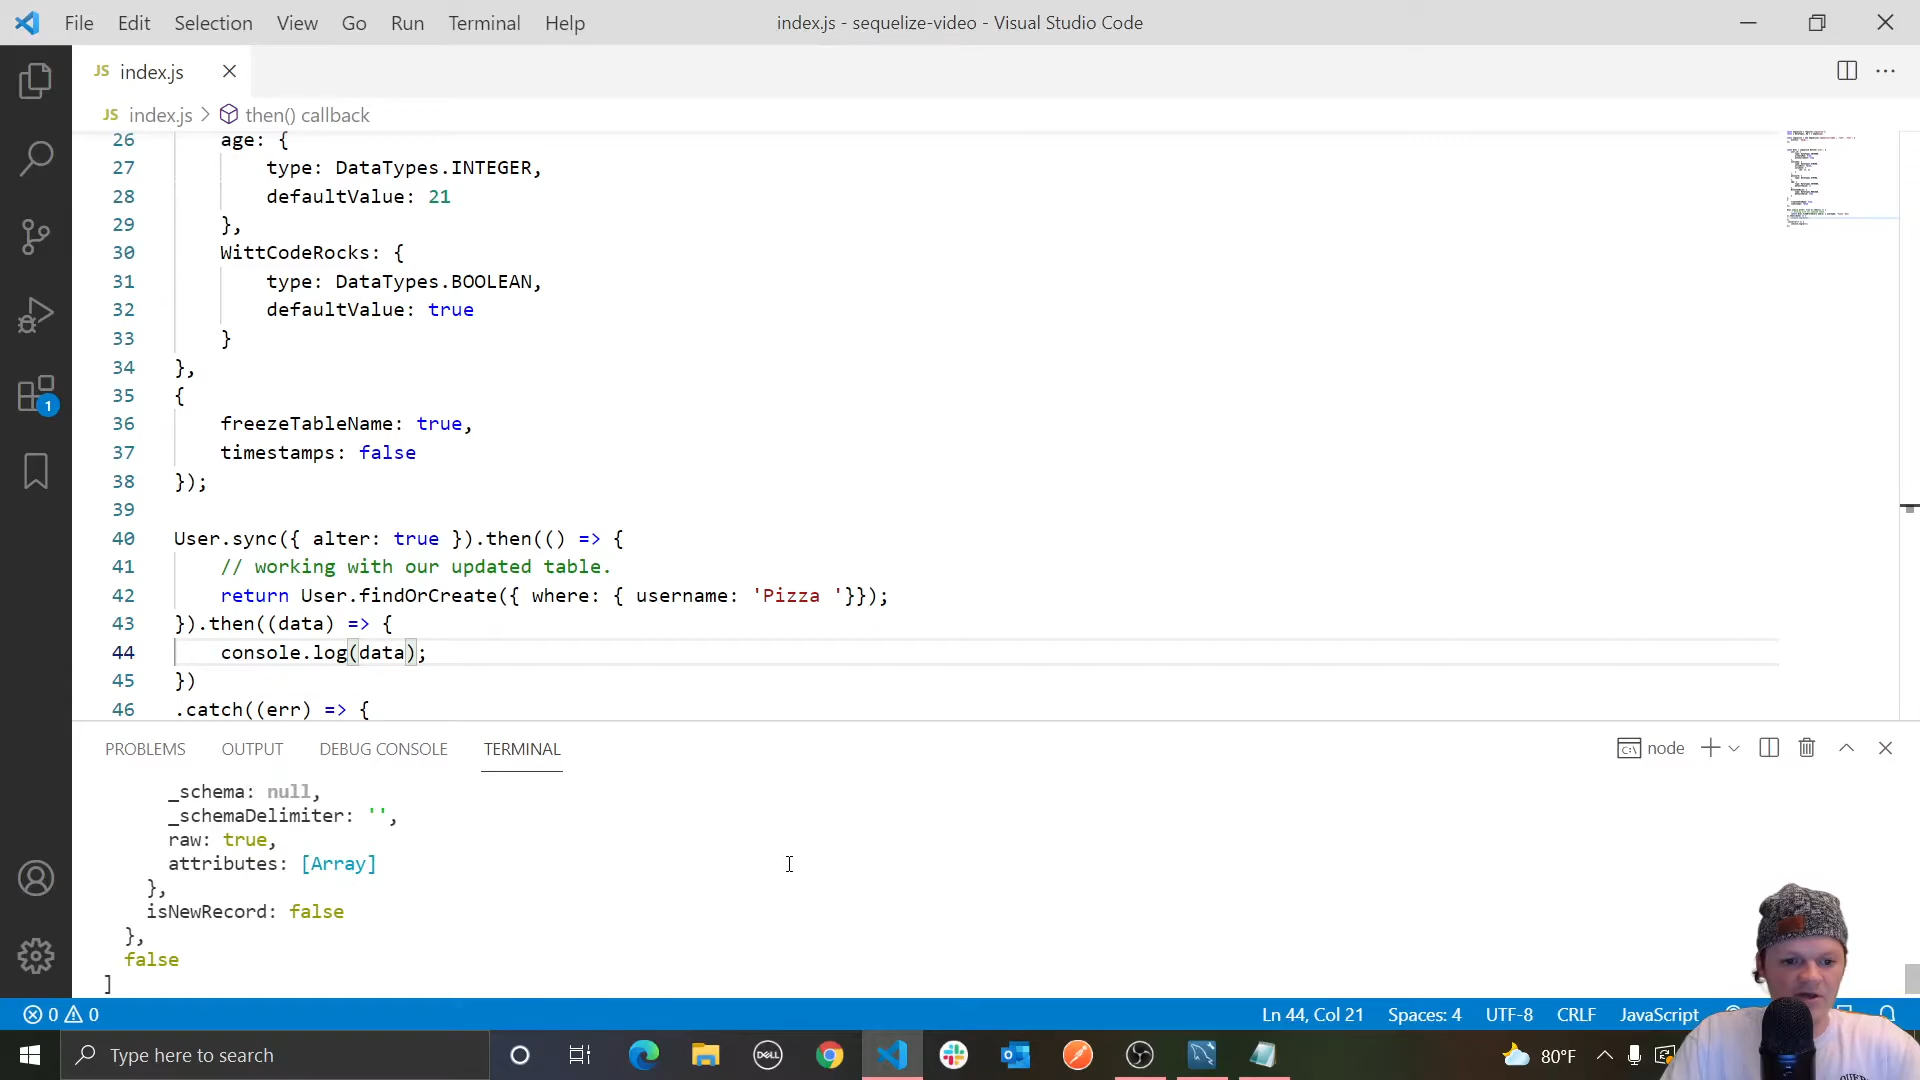 File Edit Selection View Go Run Terminal Help index.js - sequelize-video - Visual Studio Code
JS index.js
JS index.js > then() callback
26 age: {
27 type: DataTypes.INTEGER,
28 defaultValue: 21
29 },
30 WittCodeRocks: {
31 type: DataTypes.BOOLEAN,
32 defaultValue: true
33 }
34 },
35 {
36 freezeTableName: true,
37 timestamps: false
38 });
39
40 User.sync({ alter: true }).then(() => {
41 // working with our updated table.
42 return User.findOrCreate({ where: { username: 'Pizza '}});
43 }).then((data) => {
44 console.log(data);
45 })
46 .catch((err) => {
1
PROBLEMS OUTPUT DEBUG CONSOLE TERMINAL node
_schema: null,
_schemaDelimiter: '',
raw: true,
attributes: [Array]
},
isNewRecord: false
},
false
]
0 0 Ln 44, Col 21 Spaces: 4 UTF-8 CRLF JavaScript
Type here to search DELL 80°F